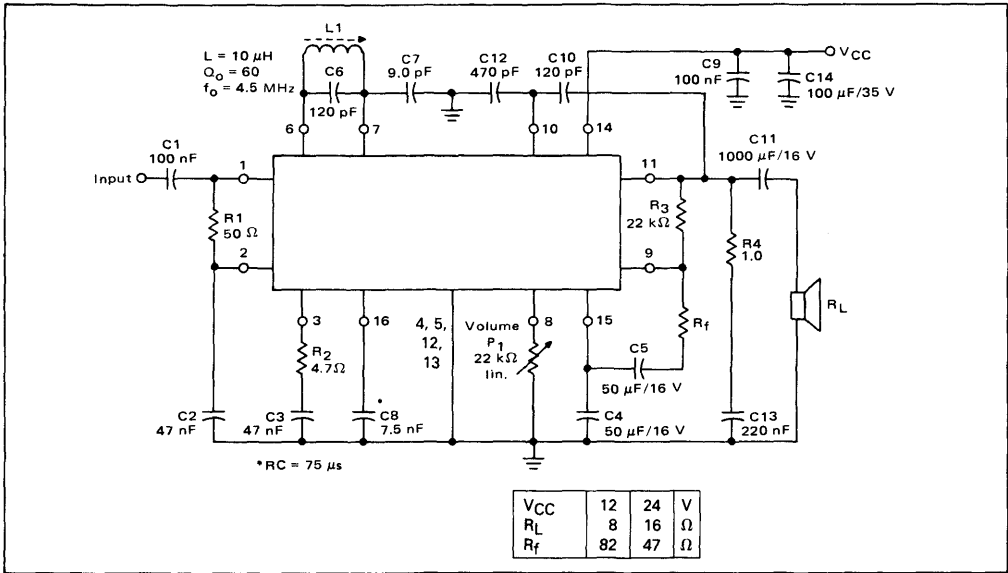 L1
L = 10 μH
Qo = 60
fo = 4.5 MHz
C6
120 pF
C7
9.0 pF
C12
470 pF
C10
120 pF
VCC
C9
100 nF
C14
100 μF/35 V
6
7
10
14
C1
100 nF
Input
1
11
C11
1000 μF/16 V
R1
50 Ω
R3
22 kΩ
R4
1.0
2
9
RL
3
16
4, 5,
12,
13
Volume
P1
22 kΩ
lin.
8
15
Rf
R2
4.7Ω
C5
50 μF/16 V
C2
47 nF
C3
47 nF
•
C8
7.5 nF
C4
50 μF/16 V
C13
220 nF
•RC = 75 μs
VCC 12 24 V
RL 8 16 Ω
Rf 82 47 Ω